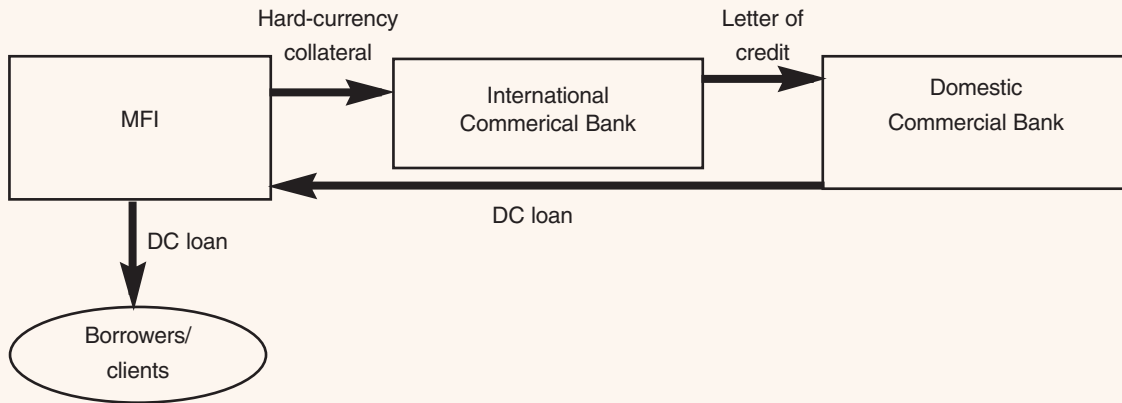 Hard-currency
collateral
Letter of
credit
MFI
International
Commerical Bank
Domestic
Commercial Bank
DC loan
DC loan
Borrowers/
clients